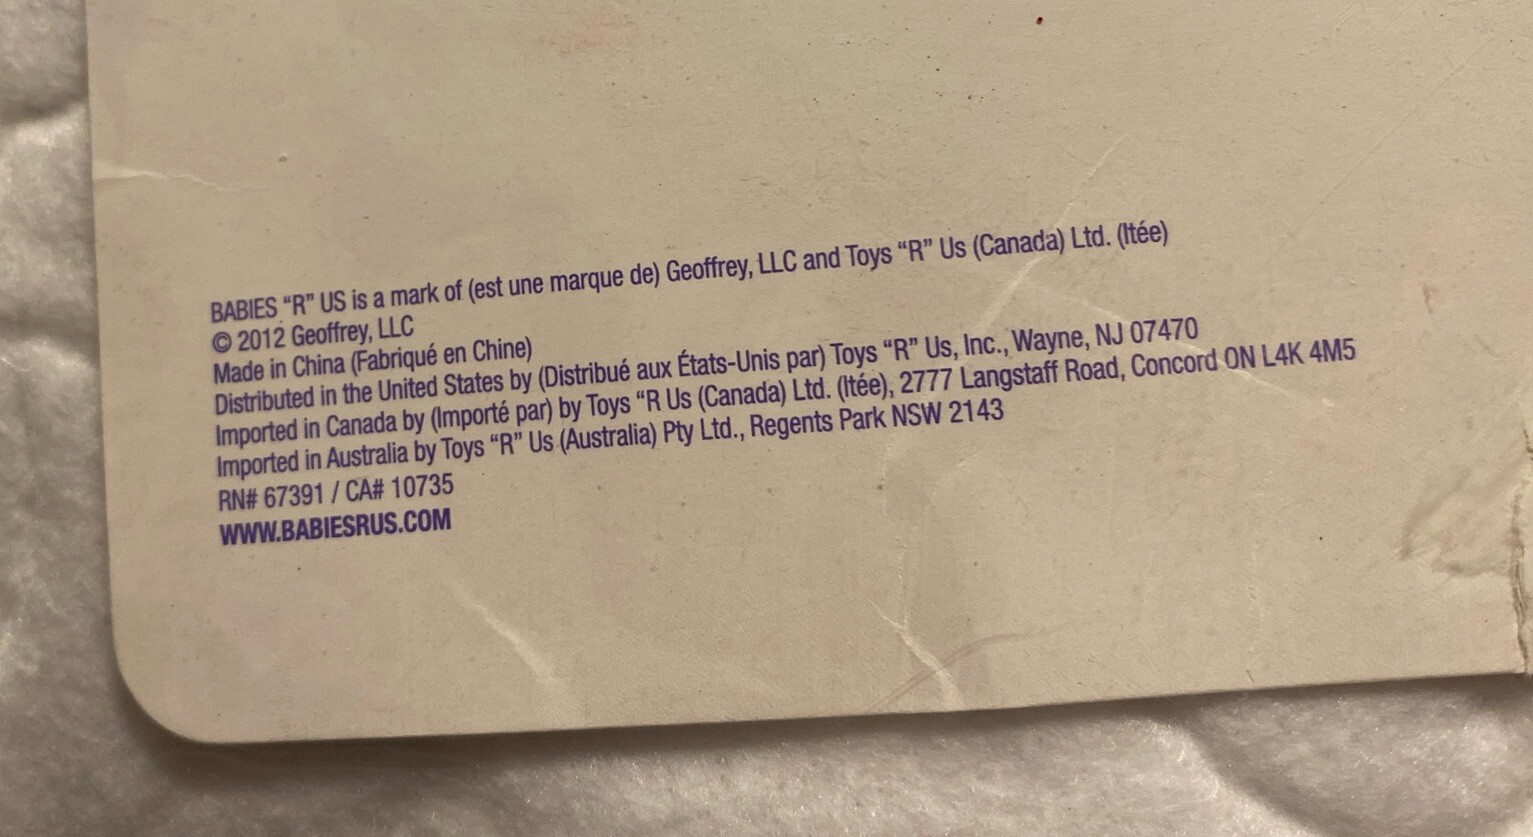 BABIES “R” US is a mark of (est une marque de) Geoffrey, LLC and Toys “R” Us (Canada) Ltd. (ltée)
© 2012 Geoffrey, LLC
Made in China (Fabriqué en Chine)
Distributed in the United States by (Distribué aux États-Unis par) Toys “R” Us, Inc., Wayne, NJ 07470
Imported in Canada by (Importé par) by Toys “R Us (Canada) Ltd. (ltée), 2777 Langstaff Road, Concord ON L4K 4M5
Imported in Australia by Toys “R” Us (Australia) Pty Ltd., Regents Park NSW 2143
RN# 67391 / CA# 10735
WWW.BABIESRUS.COM